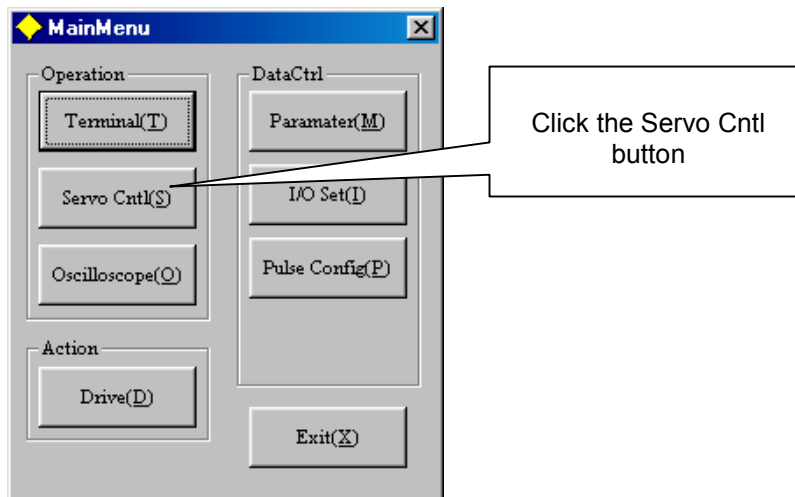 MainMenu
Operation
Terminal(T)
Servo Cntl(S)
Oscilloscope(O)
Action
Drive(D)
DataCtrl
Paramater(M)
I/O Set(I)
Pulse Config(P)
Exit(X)
Click the Servo Cntl
button